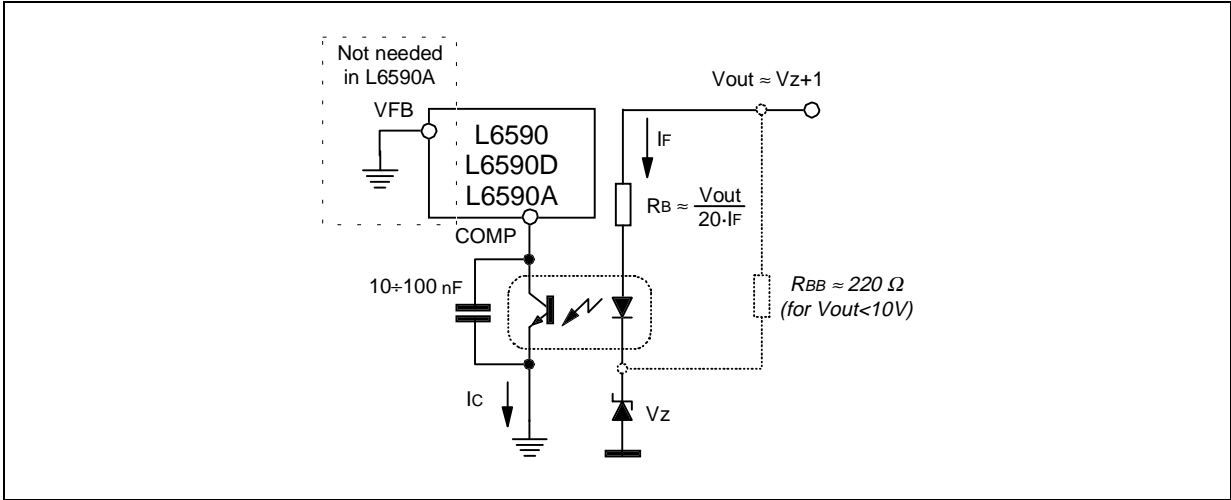 Not needed
in L6590A
VFB
L6590
L6590D
L6590A
COMP
10÷100 nF
IC
Vout ≈ Vz+1
IF
RB ≈ Vout
20·IF
RBB ≈ 220 Ω
(for Vout<10V)
Vz